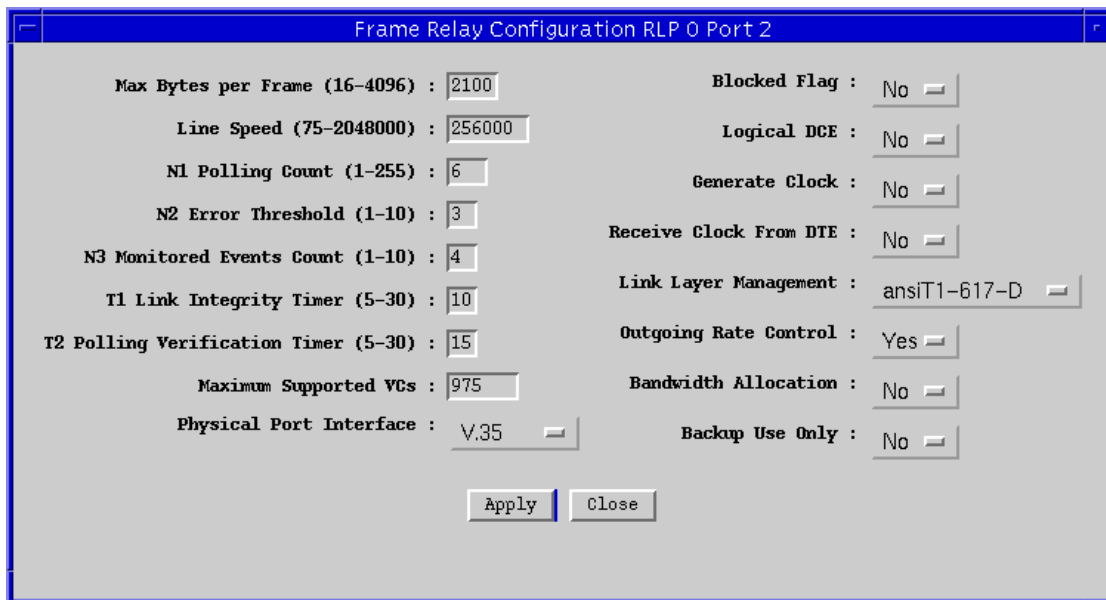 Frame Relay Configuration RLP 0 Port 2
Max Bytes per Frame (16-4096) : 2100
Line Speed (75-2048000) : 256000
N1 Polling Count (1-255) : 6
N2 Error Threshold (1-10) : 3
N3 Monitored Events Count (1-10) : 4
T1 Link Integrity Timer (5-30) : 10
T2 Polling Verification Timer (5-30) : 15
Maximum Supported VCs : 975
Physical Port Interface : V.35
Blocked Flag : No
Logical DCE : No
Generate Clock : No
Receive Clock From DTE : No
Link Layer Management : ansiT1-617-D
Outgoing Rate Control : Yes
Bandwidth Allocation : No
Backup Use Only : No
Apply Close